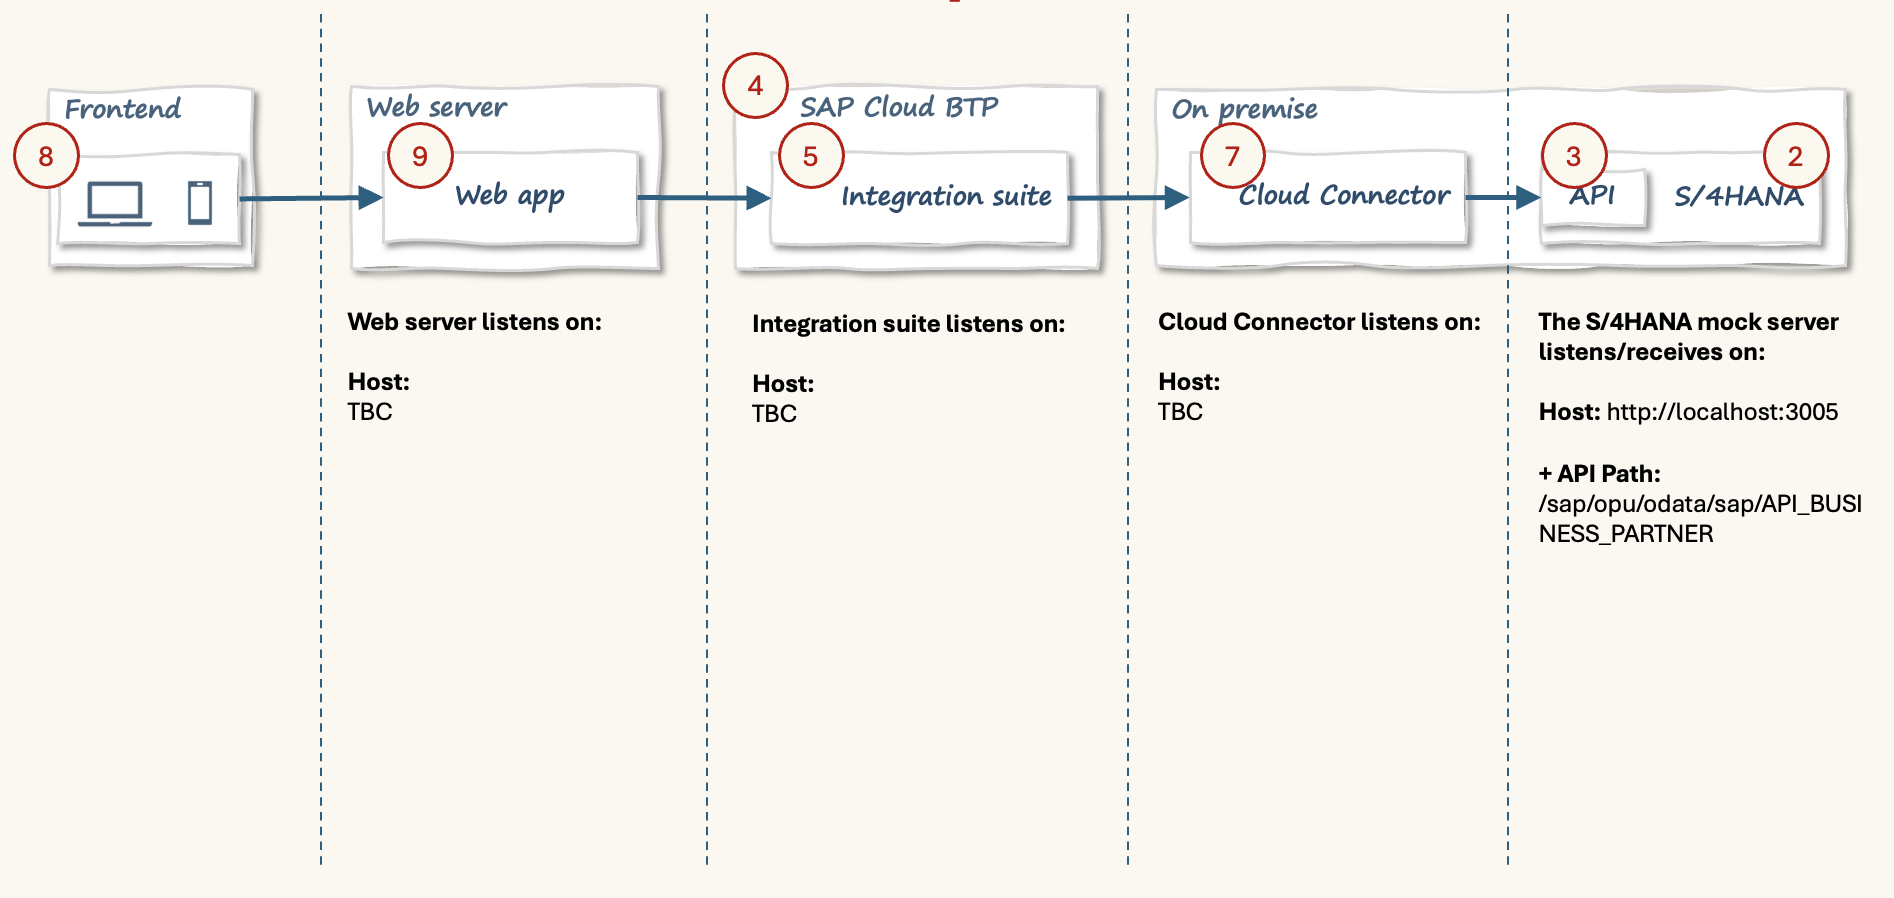 Frontend
8
Web server
9
Web app
4
SAP Cloud BTP
5
Integration suite
On premise
7
Cloud Connector
3
API
2
S/4HANA
Web server listens on:
Host:
TBC
Integration suite listens on:
Host:
TBC
Cloud Connector listens on:
Host:
TBC
The S/4HANA mock server
listens/receives on:
Host: http://localhost:3005
+ API Path:
/sap/opu/odata/sap/API_BUSI
NESS_PARTNER